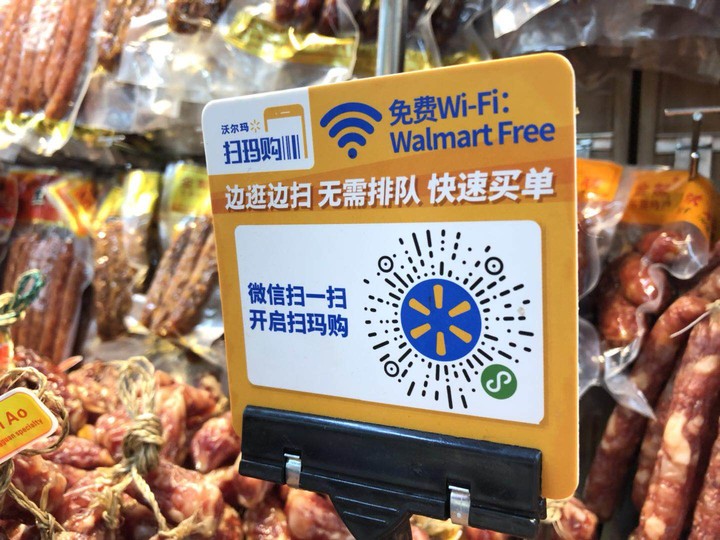 沃尔玛
扫玛购
免费Wi-Fi:
Walmart Free
边逛边扫 无需排队 快速买单
微信扫一扫
开启扫玛购
Ao
specialty